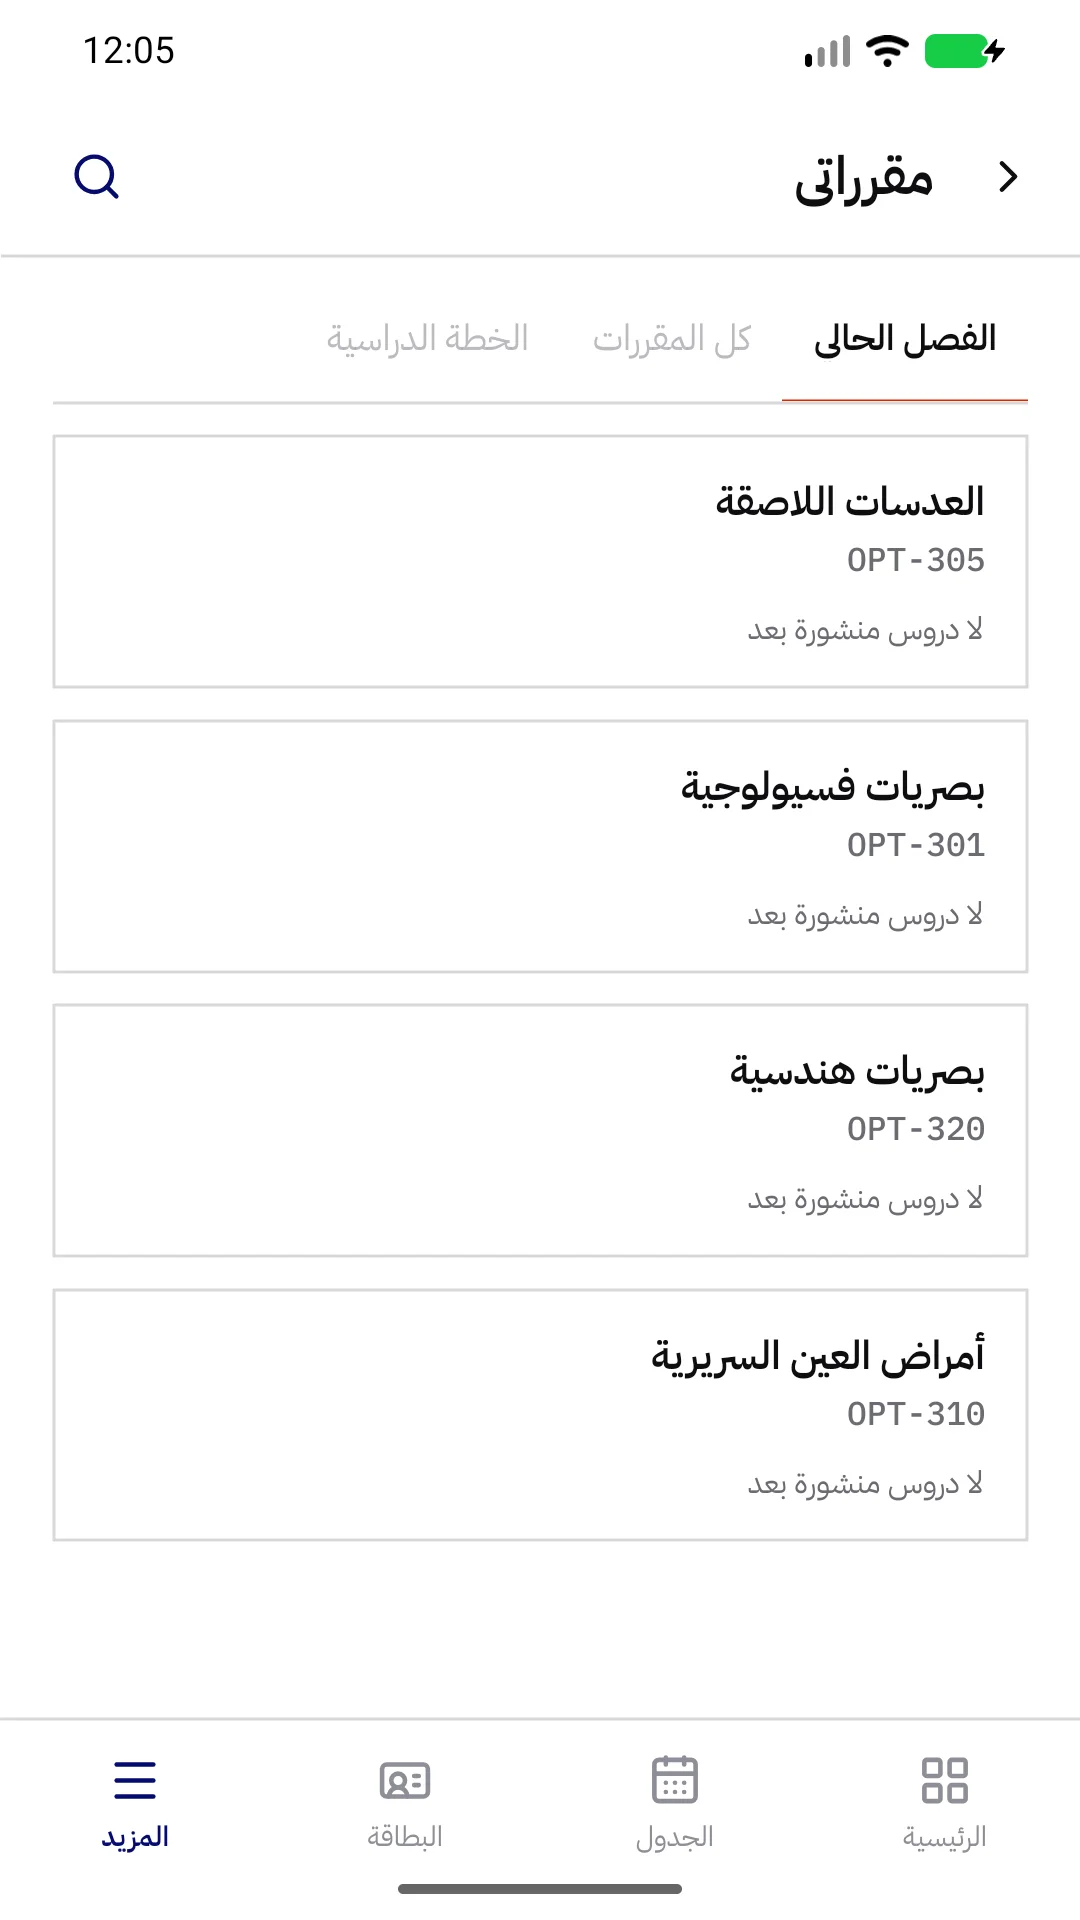 12:05
مقرراتي
الفصل الحالي
كل المقررات
الخطة الدراسية
العدسات اللاصقة
OPT-305
لا دروس منشورة بعد
بصريات فسيولوجية
OPT-301
لا دروس منشورة بعد
بصريات هندسية
OPT-320
لا دروس منشورة بعد
أمراض العين السريرية
OPT-310
لا دروس منشورة بعد
الرئيسية
الجدول
البطاقة
المزيد